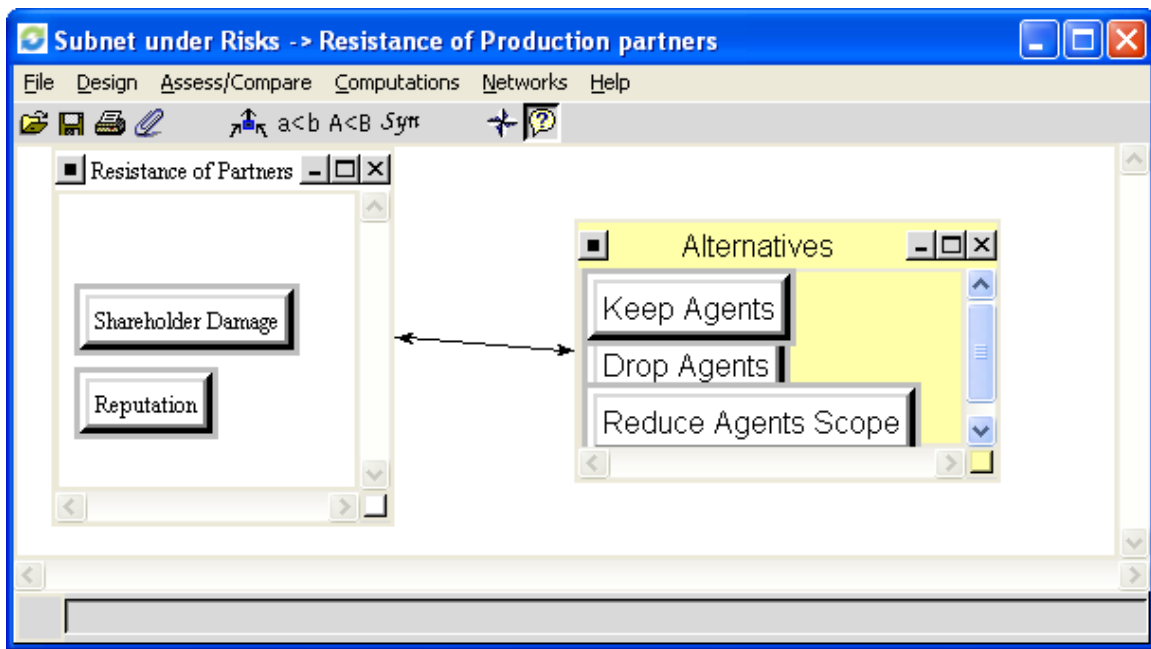 Subnet under Risks -> Resistance of Production partners
File Design Assess/Compare Computations Networks Help
a<b A<B Syn
Resistance of Partners
Shareholder Damage
Reputation
Alternatives
Keep Agents
Drop Agents
Reduce Agents Scope